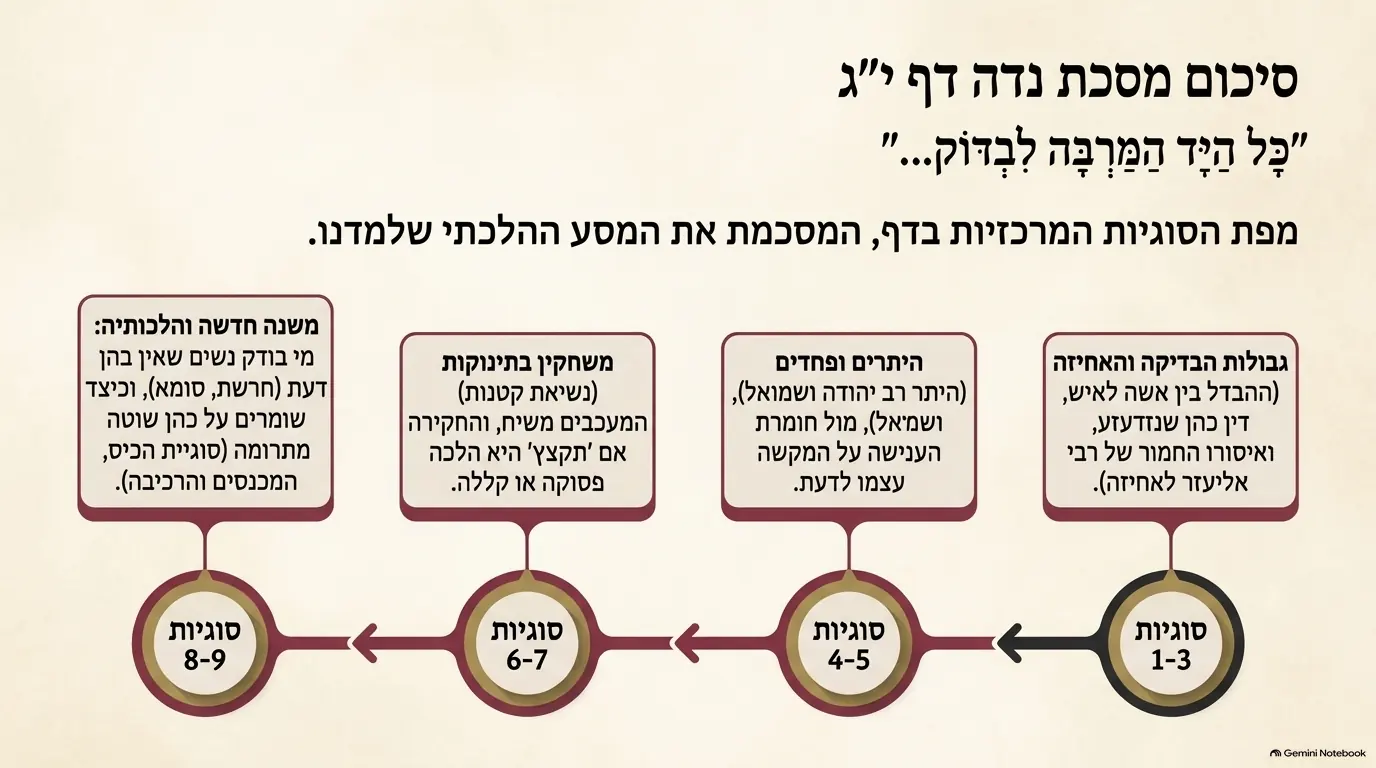 סיכום מסכת נדה דף י"ג
"כָּל הַיָּד הַמַּרְבָּה לִבְדּוֹק..."
מפת הסוגיות המרכזיות בדף, המסכמת את המסע ההלכתי שלמדנו.
גבולות הבדיקה והאחיזה
(ההבדל בין אשה לאיש,
דין כהן שנזדעזע,
ואיסורו החמור של רבי
אליעזר לאחיזה).
סוגיות
1-3
היתרים ופחדים
(היתר רב יהודה ושמואל),
ושמואל), מול חומרת
הענישה על המקשה
עצמו לדעת.
סוגיות
4-5
משחקין בתינוקות
(נשיאת קטנות)
המעכבים משיח, והחקירה
אם 'תקצץ' היא הלכה
פסוקה או קללה.
סוגיות
6-7
משנה חדשה והלכותיה:
מי בודק נשים שאין בהן
דעת (חרשת, סומא), וכיצד
שומרים על כהן שוטה
מתרומה (סוגיית הכיס,
המכנסים והרכיבה).
סוגיות
8-9
Gemini Notebook